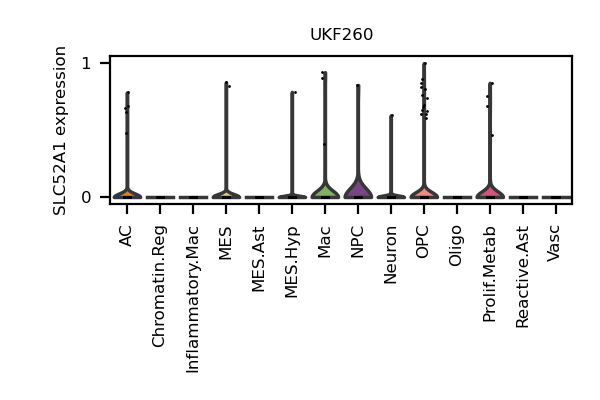 UKF260
SLC52A1 expression
1
0
AC
Chromatin.Reg
Inflammatory.Mac
MES
MES.Ast
MES.Hyp
Mac
NPC
Neuron
OPC
Oligo
Prolif.Metab
Reactive.Ast
Vasc